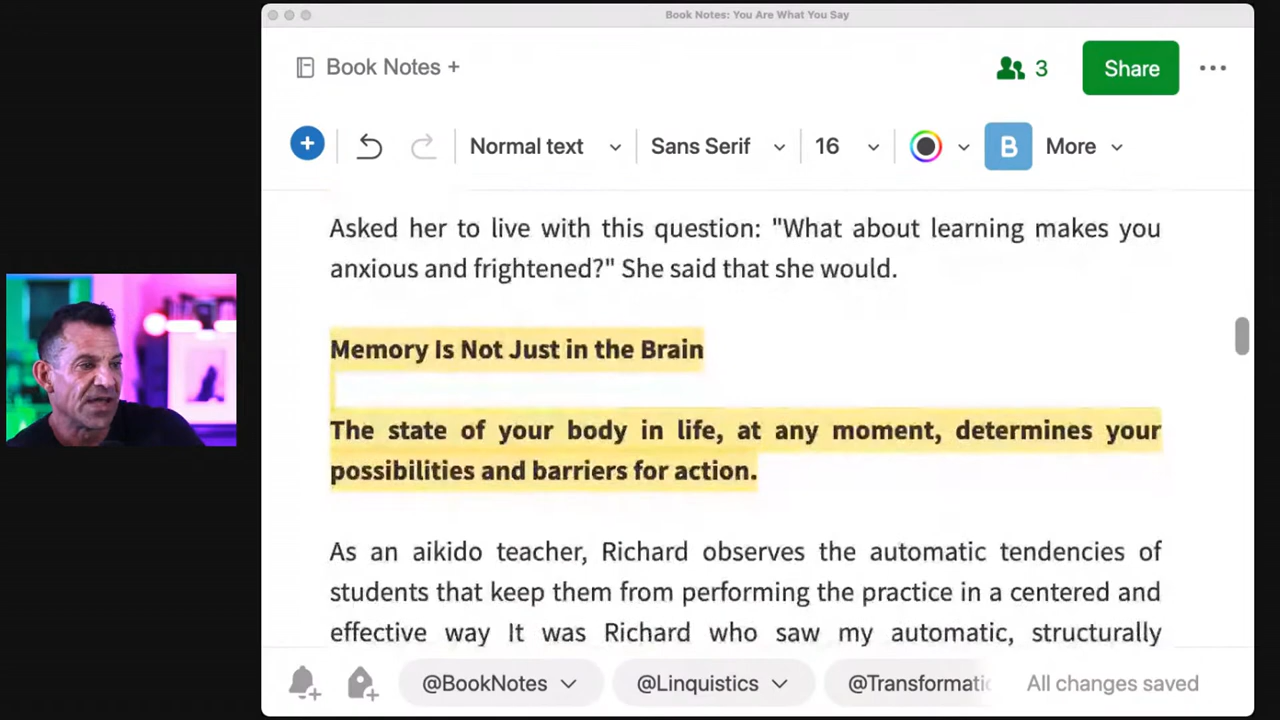 Book Notes: You Are What You Say
Book Notes +
3
Share
Normal text
Sans Serif
16
B
More
Asked her to live with this question: "What about learning makes you
anxious and frightened?" She said that she would.
Memory Is Not Just in the Brain
The state of your body in life, at any moment, determines your
possibilities and barriers for action.
As an aikido teacher, Richard observes the automatic tendencies of
students that keep them from performing the practice in a centered and
effective way It was Richard who saw my automatic, structurally
@BookNotes
@Linquistics
@Transformati
All changes saved